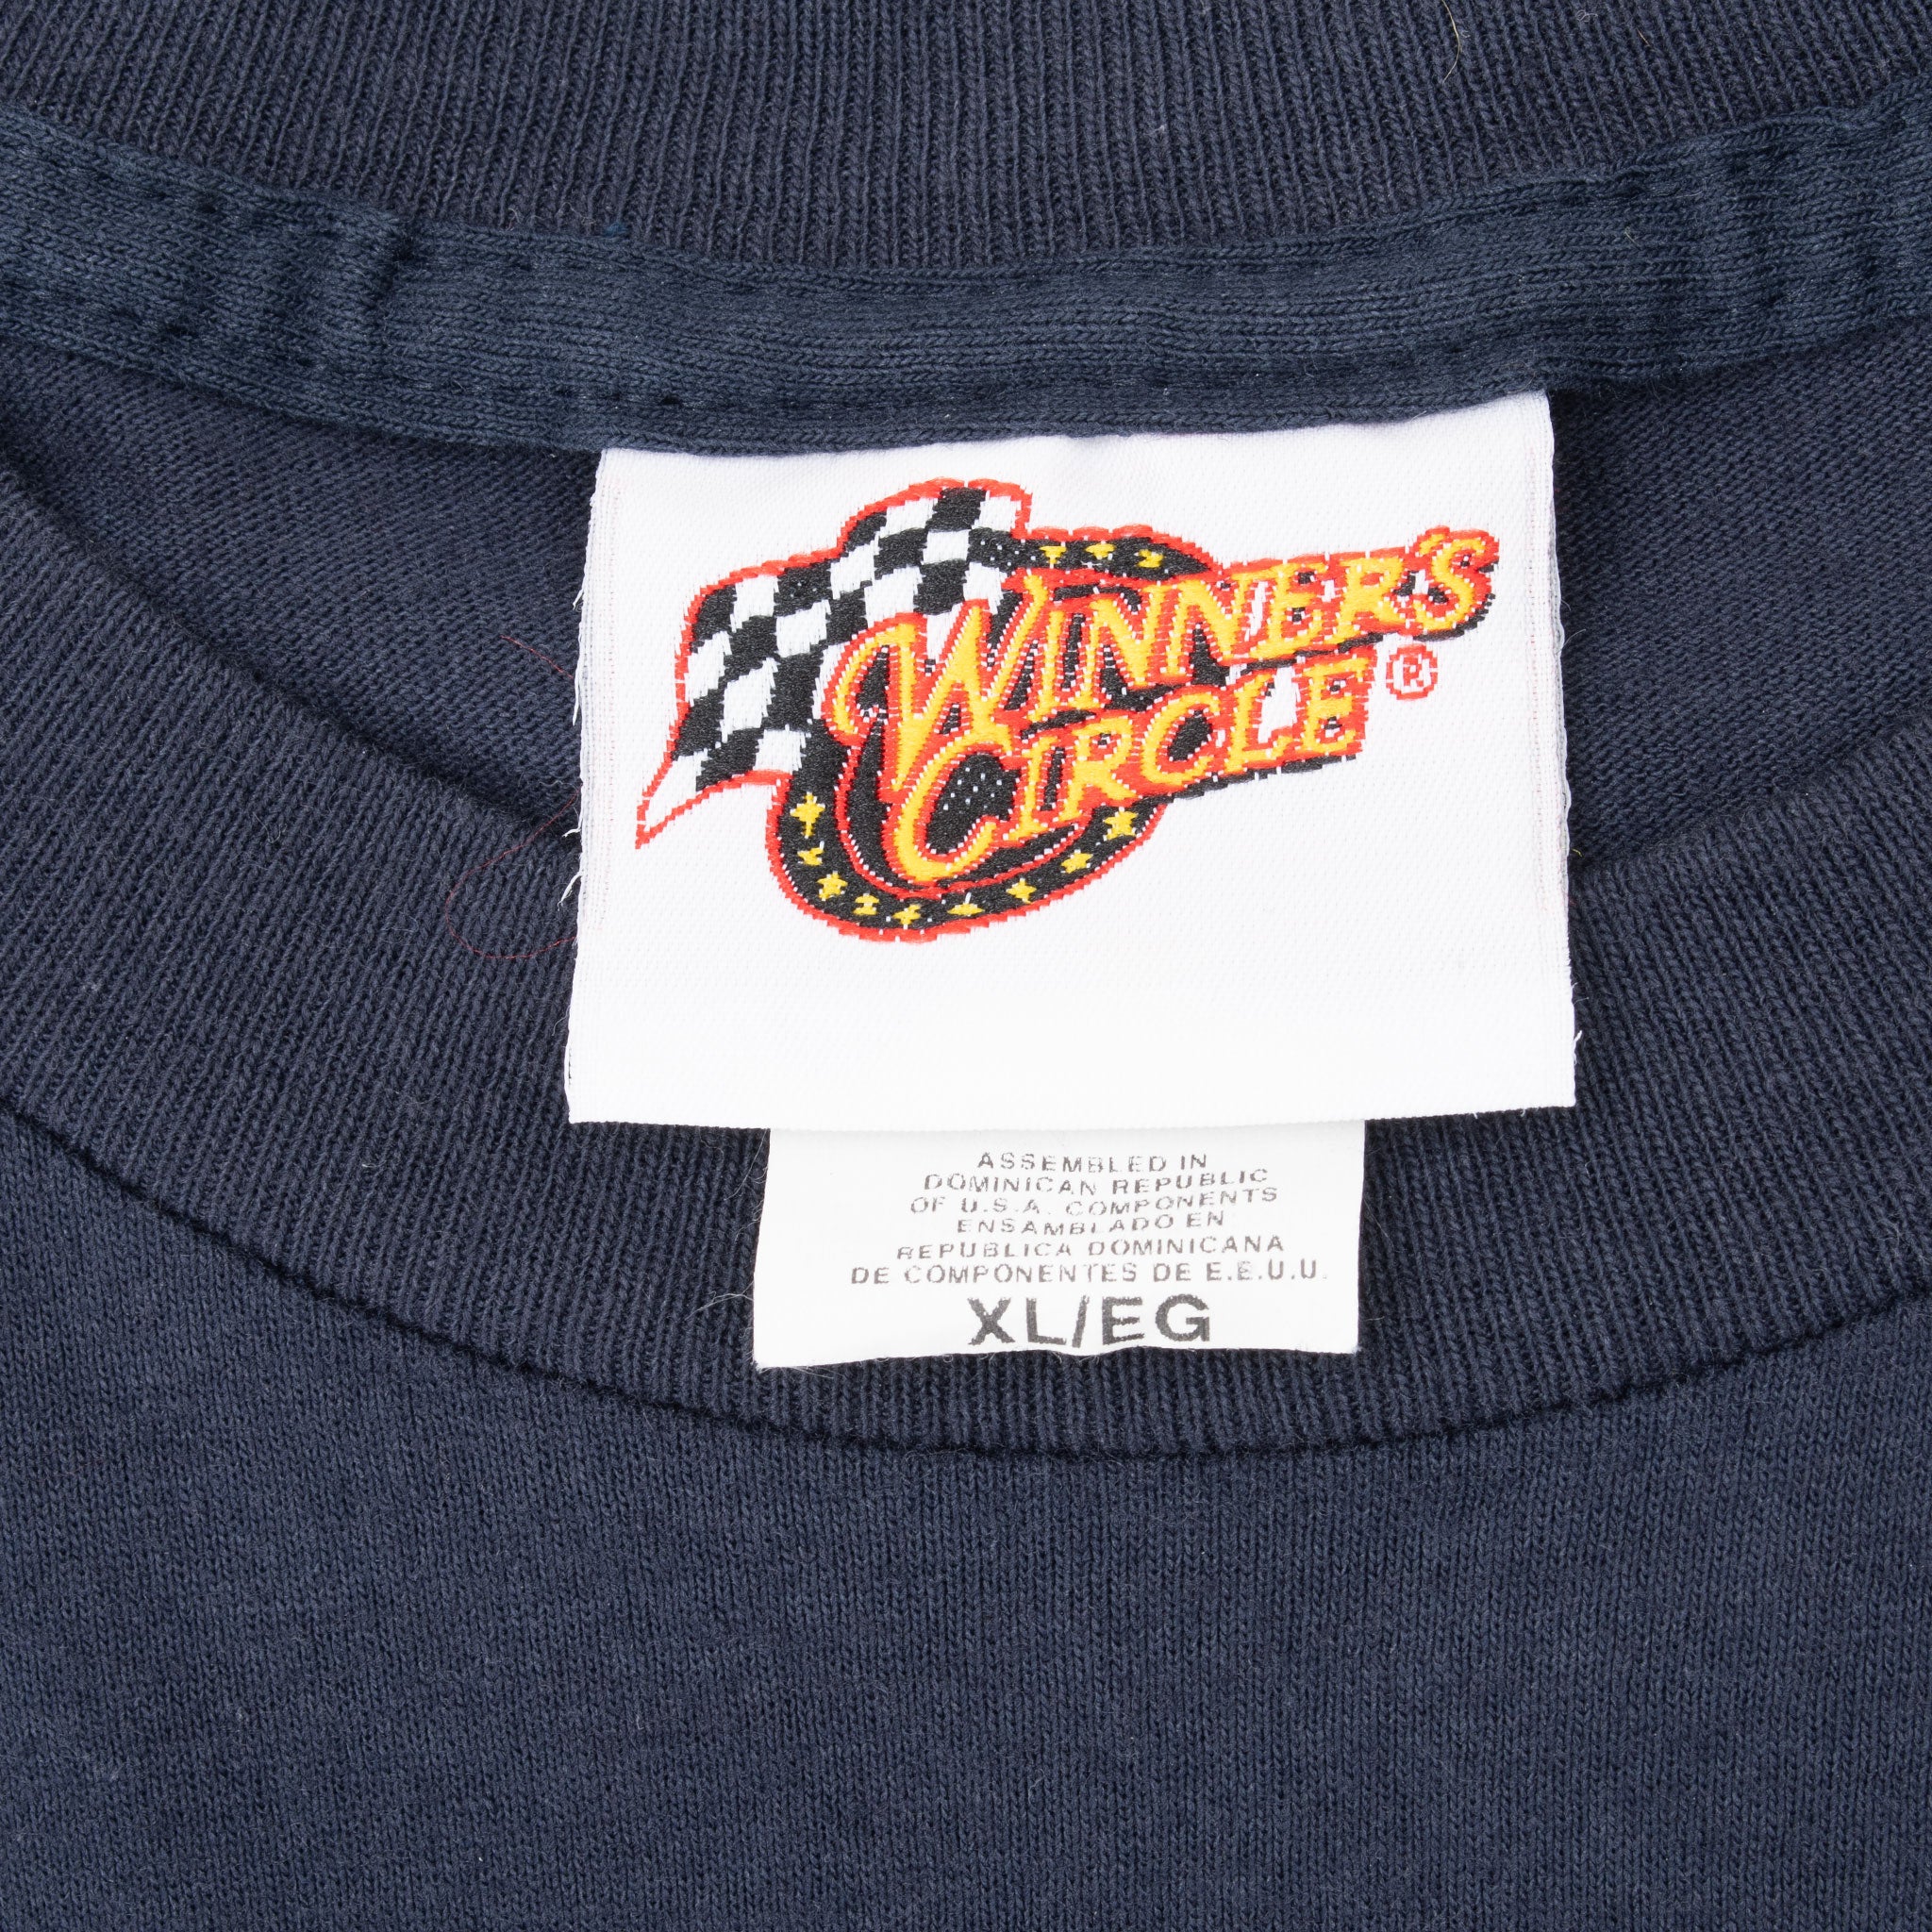 WINNER'S
CIRCLE®
ASSEMBLED IN
DOMINICAN REPUBLIC
OF U.S.A. COMPONENTS
ENSAMBLADO EN
REPUBLICA DOMINICANA
DE COMPONENTES DE E.E.U.U.
XL/EG